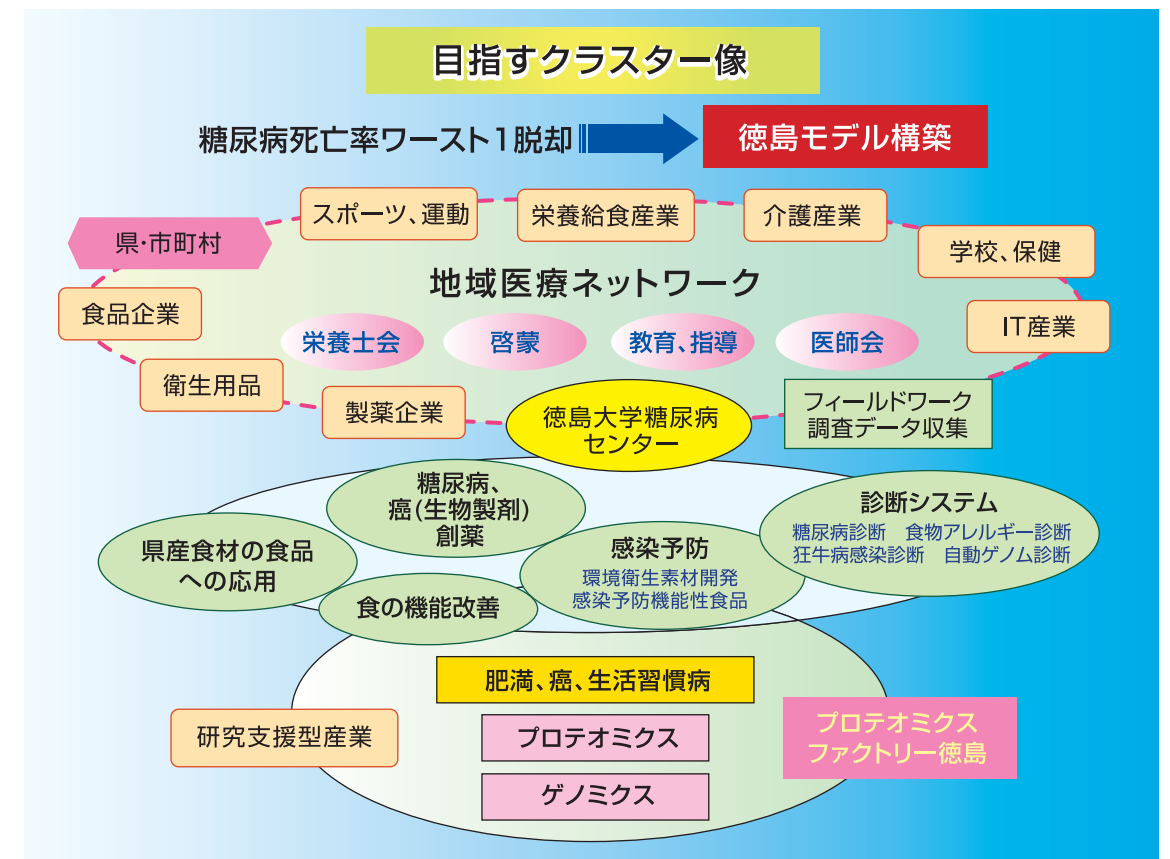 目指すクラスター像
糖尿病死亡率ワースト1脱却
徳島モデル構築
スポーツ、運動
栄養給食産業
介護産業
県・市町村
学校、保健
地域医療ネットワーク
食品企業
IT産業
栄養士会
啓蒙
教育、指導
医師会
衛生用品
製薬企業
徳島大学糖尿病
センター
フィールドワーク
調査データ収集
糖尿病、
癌(生物製剤)
創薬
診断システム
糖尿病診断 食物アレルギー診断
狂牛病感染診断 自動ゲノム診断
県産食材の食品
への応用
感染予防
環境衛生素材開発
感染予防機能性食品
食の機能改善
肥満、癌、生活習慣病
研究支援型産業
プロテオミクス
プロテオミクス
ファクトリー徳島
ゲノミクス